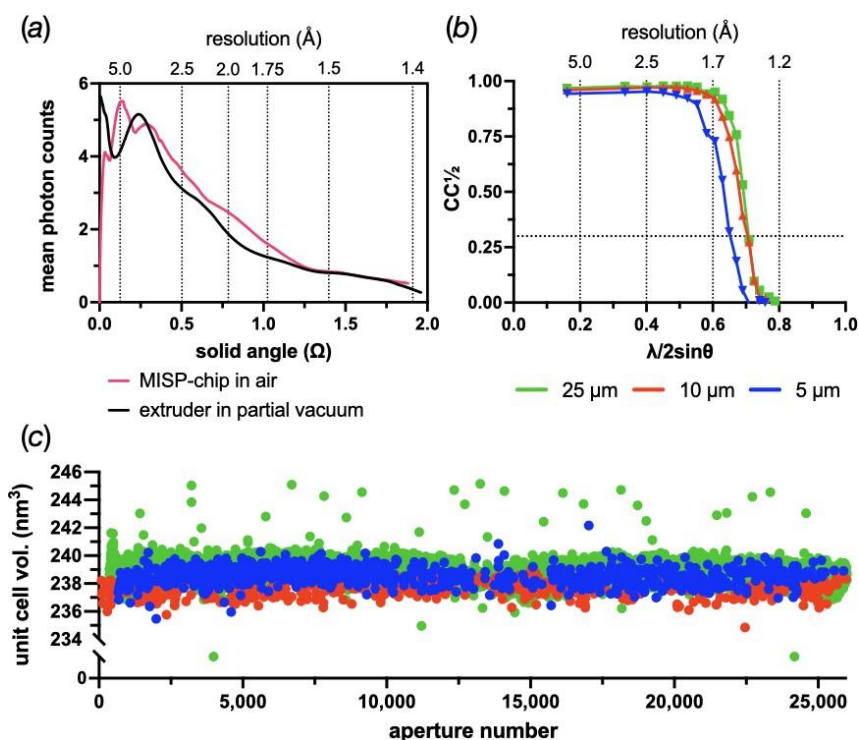 (a)
resolution (Å)
5.0 2.5 2.0 1.75 1.5 1.4
6
4
2
0
mean photon counts
0.0 0.5 1.0 1.5 2.0
solid angle (Ω)
MISP-chip in air
extruder in partial vacuum
(b)
resolution (Å)
5.0 2.5 1.7 1.2
1.00
0.75
0.50
0.25
0.00
CC½
0.0 0.2 0.4 0.6 0.8 1.0
λ/2sinθ
25 µm 10 µm 5 µm
(c)
246
244
242
240
238
236
234
0
unit cell vol. (nm³)
0 5,000 10,000 15,000 20,000 25,000
aperture number